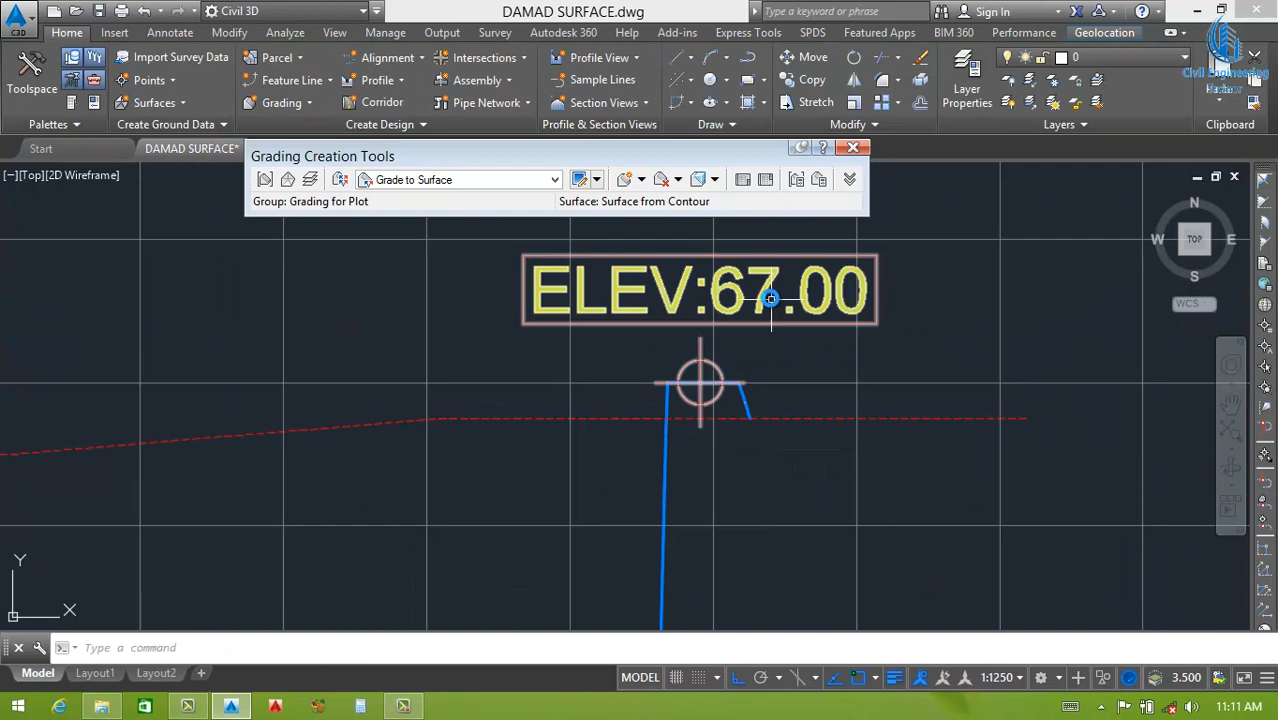 Civil 3D
DAMAD SURFACE.dwg
Type a keyword or phrase
Sign In
C3D
Home
Insert
Annotate
Modify
Analyze
View
Manage
Output
Survey
Autodesk 360
Help
Add-ins
Express Tools
SPDS
Featured Apps
BIM 360
Performance
Geolocation
Toolspace
Import Survey Data
Points
Surfaces
Parcel
Feature Line
Grading
Alignment
Profile
Corridor
Intersections
Assembly
Pipe Network
Profile View
Sample Lines
Section Views
Move
Copy
Stretch
Layer
Properties
0
Civil Engineering
Palettes
Create Ground Data
Create Design
Profile & Section Views
Draw
Modify
Layers
Clipboard
Start
DAMAD SURFACE*
Grading Creation Tools
Grade to Surface
Group: Grading for Plot
Surface: Surface from Contour
[−][Top][2D Wireframe]
ELEV:67.00
N
W
TOP
E
S
WCS
Y
X
Type a command
Model
Layout1
Layout2
MODEL
1:1250
3.500
11:11 AM